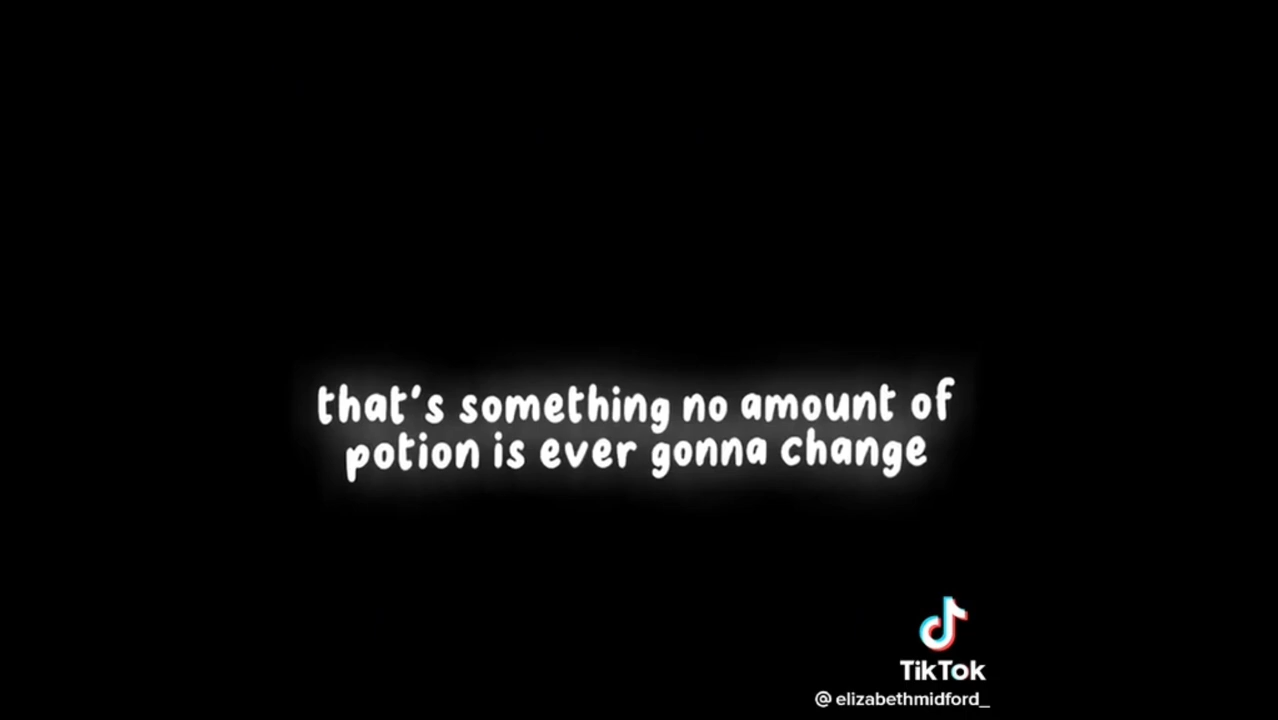 that's something no amount of
potion is ever gonna change
TikTok
@elizabethmidford_